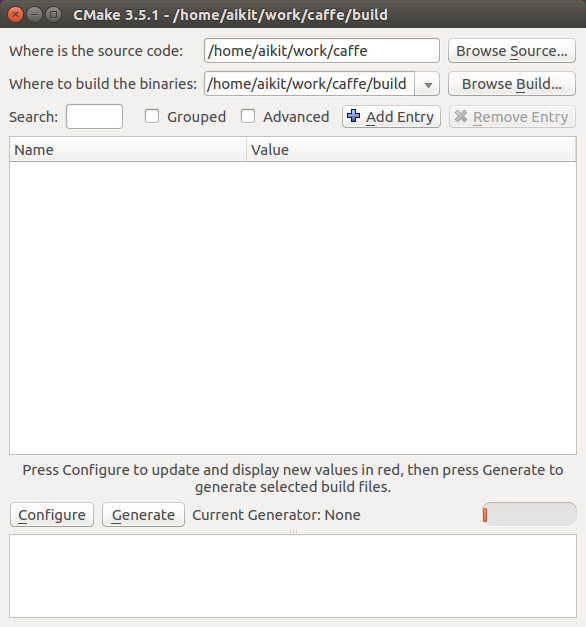 CMake 3.5.1 - /home/aikit/work/caffe/build
Where is the source code: /home/aikit/work/caffe Browse Source...
Where to build the binaries: /home/aikit/work/caffe/build Browse Build...
Search: Grouped Advanced Add Entry Remove Entry
Name Value
Press Configure to update and display new values in red, then press Generate to
generate selected build files.
Configure Generate Current Generator: None